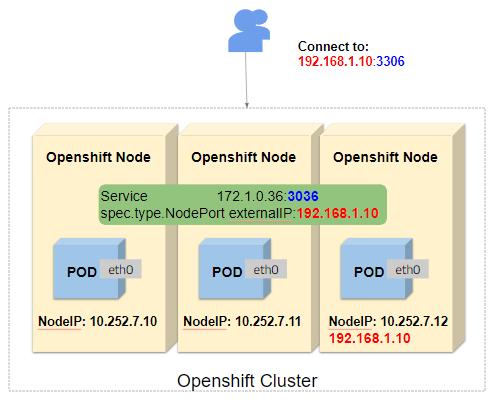 Connect to:
192.168.1.10:3306
Openshift Node
Openshift Node
Openshift Node
Service 172.1.0.36:3036
spec.type.NodePort externalIP:192.168.1.10
POD eth0
POD eth0
POD eth0
NodeIP: 10.252.7.10
NodeIP: 10.252.7.11
NodeIP: 10.252.7.12
192.168.1.10
Openshift Cluster